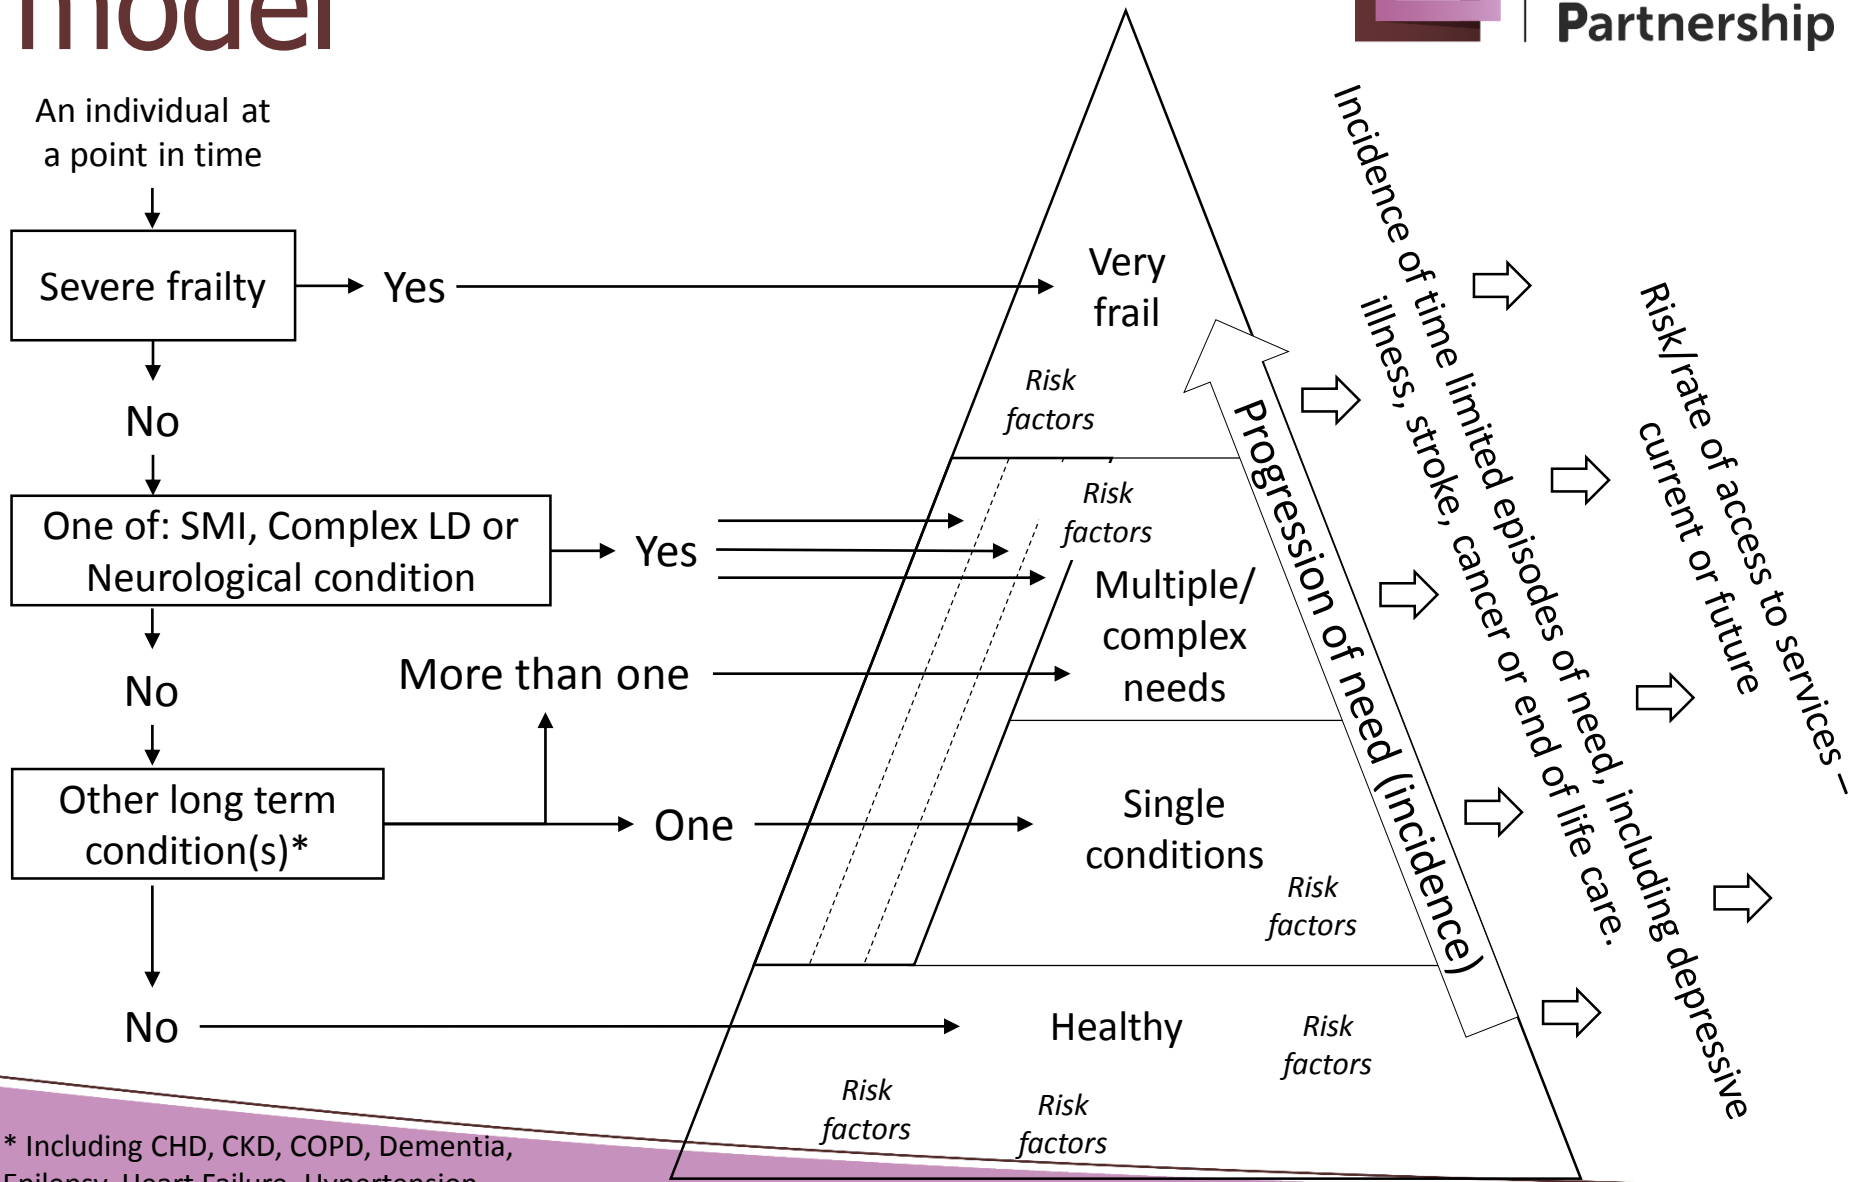 model
Partnership
An individual at
a point in time
Severe frailty
Yes
No
One of: SMI, Complex LD or
Neurological condition
Yes
No
More than one
Other long term
condition(s)*
One
No
Very
frail
Risk
factors
Risk
factors
Multiple/
complex
needs
Single
conditions
Risk
factors
Healthy
Risk
factors
Risk
factors
Risk
factors
Progression of need (incidence)
Incidence of time limited episodes of need, including depressive
illness, stroke, cancer or end of life care.
Risk/rate of access to services –
current or future
* Including CHD, CKD, COPD, Dementia,
Epilepsy, Heart Failure, Hypertension